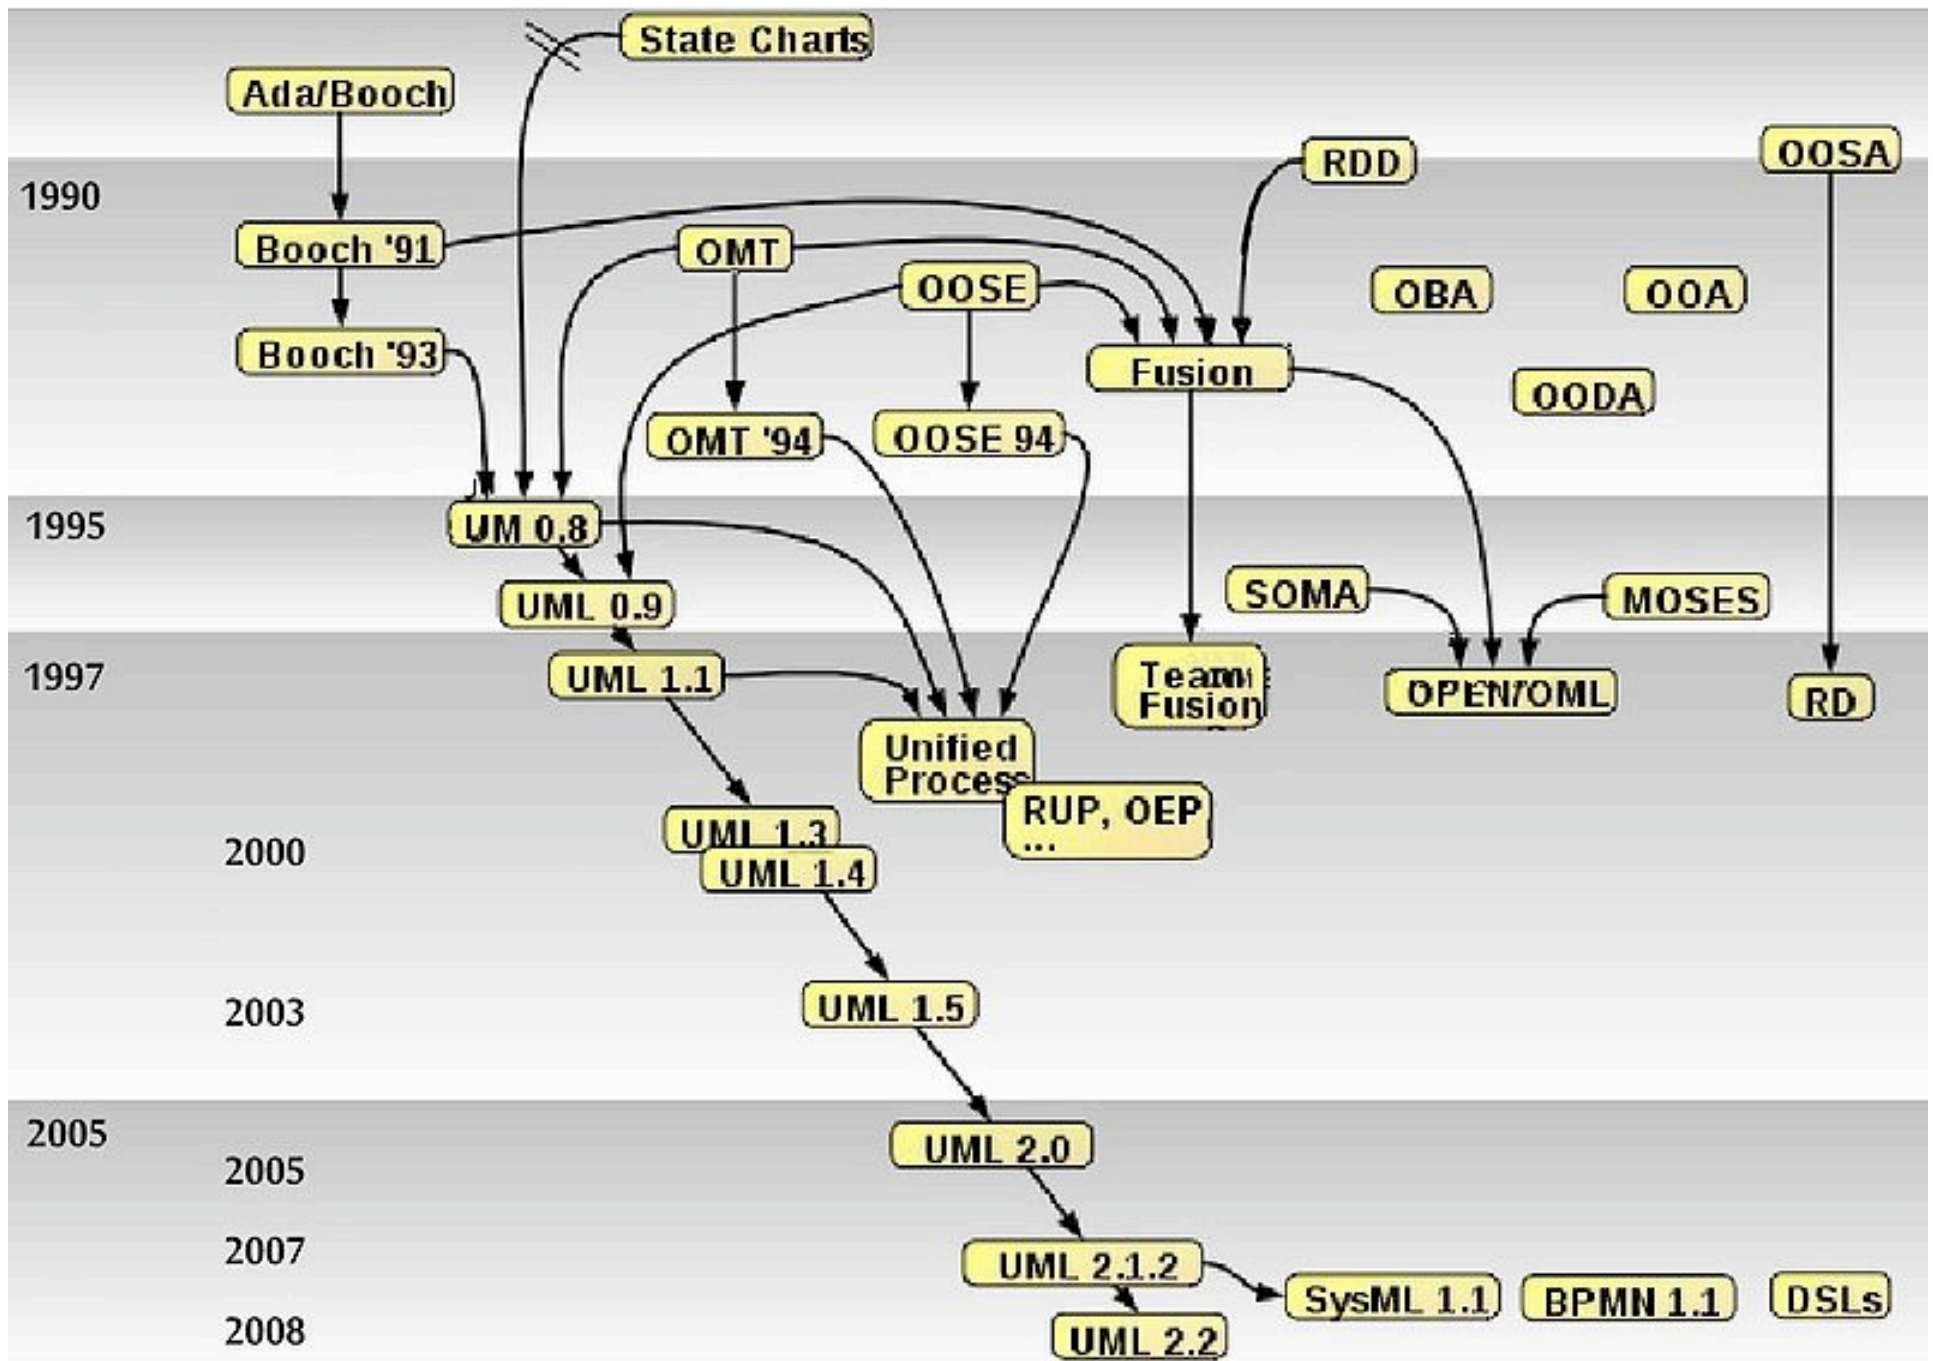 State Charts
Ada/Booch
RDD
OOSA
1990
Booch '91
OMT
OOSE
OBA
OOA
Booch '93
Fusion
OODA
OMT '94
OOSE 94
1995
UM 0.8
UML 0.9
SOMA
MOSES
1997
UML 1.1
Team
Fusion
OPEN/OML
RD
Unified
Process
RUP, OEP
...
UML 1.3
2000
UML 1.4
2003
UML 1.5
2005
UML 2.0
2005
2007
UML 2.1.2
SysML 1.1
BPMN 1.1
DSLs
2008
UML 2.2